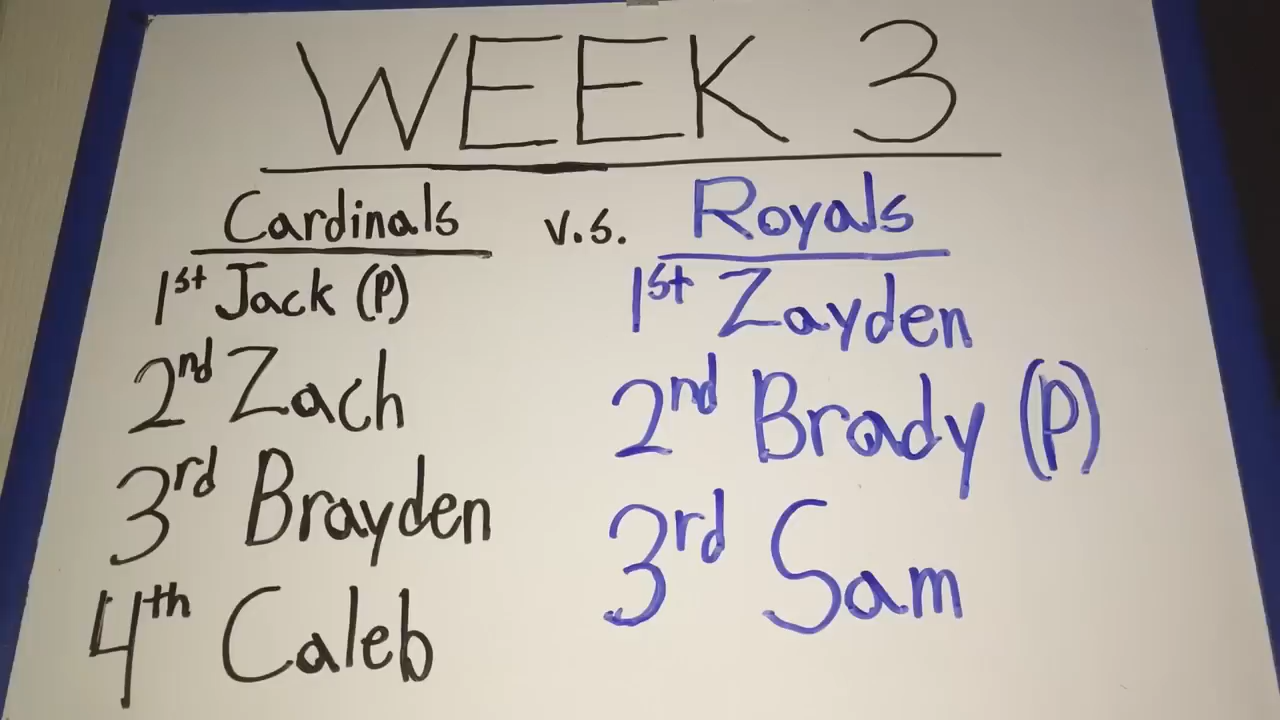 WEEK 3
Cardinals v.s. Royals
1st Jack (P)
2nd Zach
3rd Brayden
4th Caleb
1st Zayden
2nd Brady (P)
3rd Sam